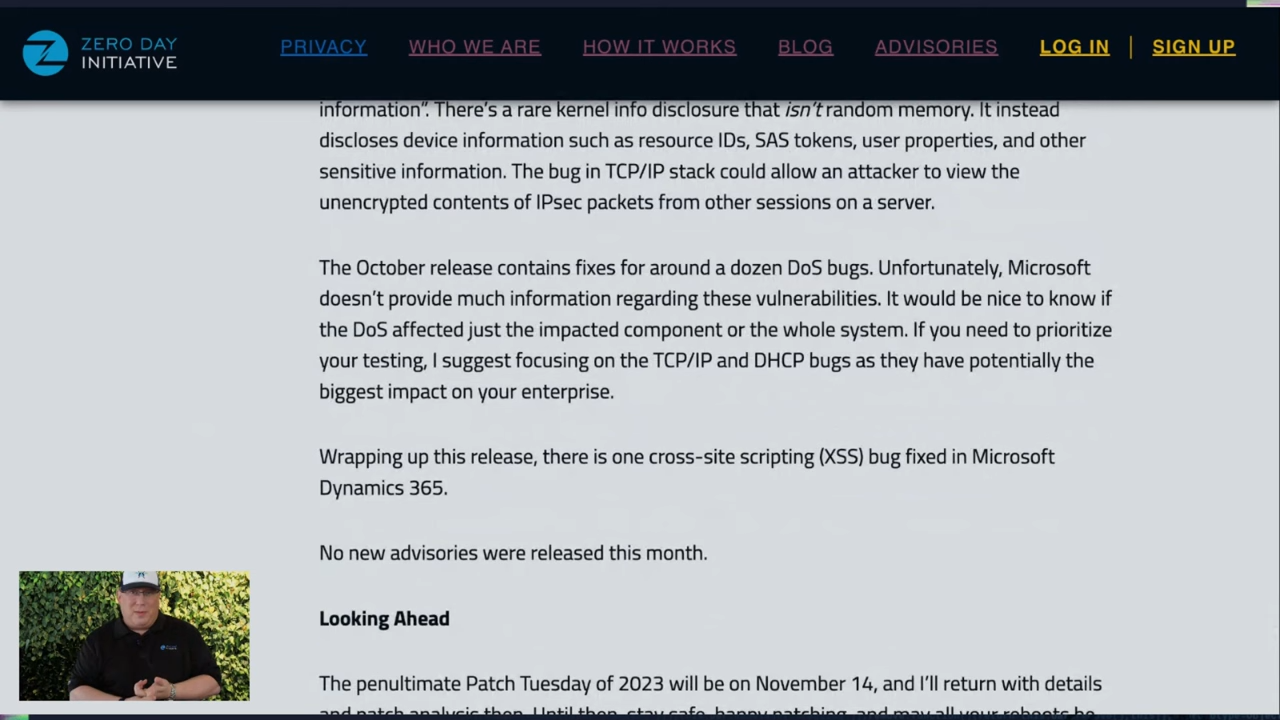 ZERO DAY
INITIATIVE
PRIVACY
WHO WE ARE
HOW IT WORKS
BLOG
ADVISORIES
LOG IN
|
SIGN UP
information”. There’s a rare kernel info disclosure that isn’t random memory. It instead
discloses device information such as resource IDs, SAS tokens, user properties, and other
sensitive information. The bug in TCP/IP stack could allow an attacker to view the
unencrypted contents of IPsec packets from other sessions on a server.
The October release contains fixes for around a dozen DoS bugs. Unfortunately, Microsoft
doesn’t provide much information regarding these vulnerabilities. It would be nice to know if
the DoS affected just the impacted component or the whole system. If you need to prioritize
your testing, I suggest focusing on the TCP/IP and DHCP bugs as they have potentially the
biggest impact on your enterprise.
Wrapping up this release, there is one cross-site scripting (XSS) bug fixed in Microsoft
Dynamics 365.
No new advisories were released this month.
Looking Ahead
The penultimate Patch Tuesday of 2023 will be on November 14, and I’ll return with details
and patch analysis then. Until then, stay safe, happy patching, and may all your reboots be